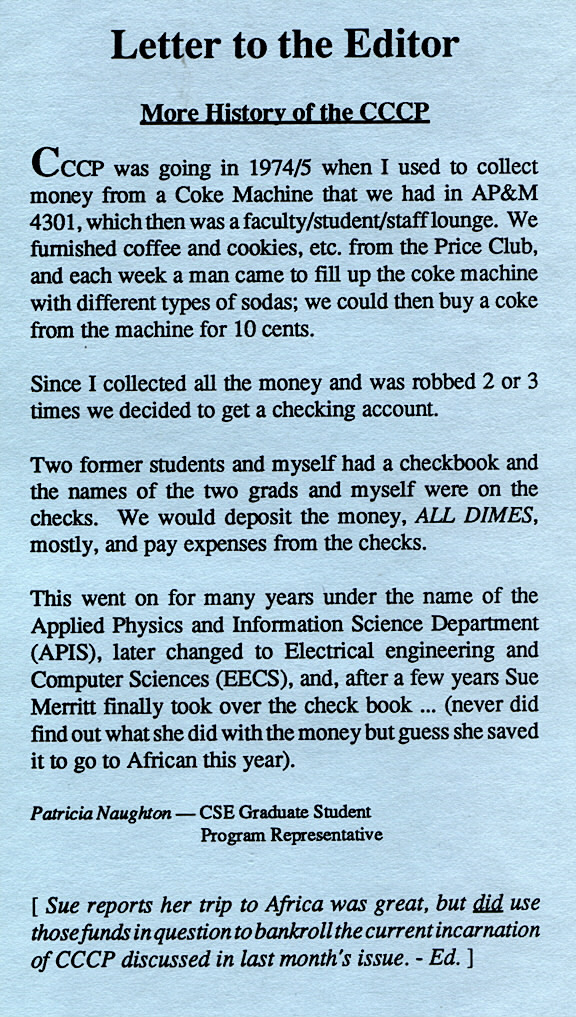 Letter to the Editor
More History of the CCCP
CCCP was going in 1974/5 when I used to collect
money from a Coke Machine that we had in AP&M
4301, which then was a faculty/student/staff lounge. We
furnished coffee and cookies, etc. from the Price Club,
and each week a man came to fill up the coke machine
with different types of sodas; we could then buy a coke
from the machine for 10 cents.
Since I collected all the money and was robbed 2 or 3
times we decided to get a checking account.
Two former students and myself had a checkbook and
the names of the two grads and myself were on the
checks. We would deposit the money, ALL DIMES,
mostly, and pay expenses from the checks.
This went on for many years under the name of the
Applied Physics and Information Science Department
(APIS), later changed to Electrical engineering and
Computer Sciences (EECS), and, after a few years Sue
Merritt finally took over the check book ... (never did
find out what she did with the money but guess she saved
it to go to African this year).
Patricia Naughton — CSE Graduate Student
Program Representative
[ Sue reports her trip to Africa was great, but did use
those funds in question to bankroll the current incarnation
of CCCP discussed in last month's issue. - Ed. ]